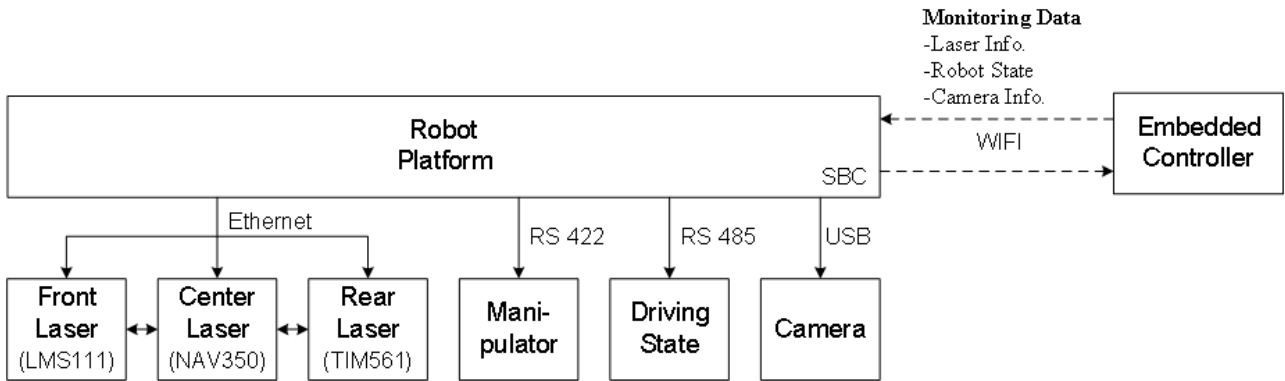 Monitoring Data
-Laser Info.
-Robot State
-Camera Info.
Robot
Platform
SBC
WIFI
Embedded
Controller
Ethernet
RS 422
RS 485
USB
Front
Laser
(LMS111)
Center
Laser
(NAV350)
Rear
Laser
(TIM561)
Mani-
pulator
Driving
State
Camera